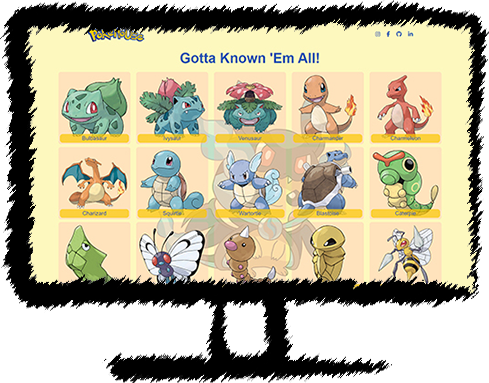 Gotta Known 'Em All!
Bulbasaur Ivysaur Venusaur Charmander Charmeleon
Charizard Squirtle Wartortle Blastoise Caterpie